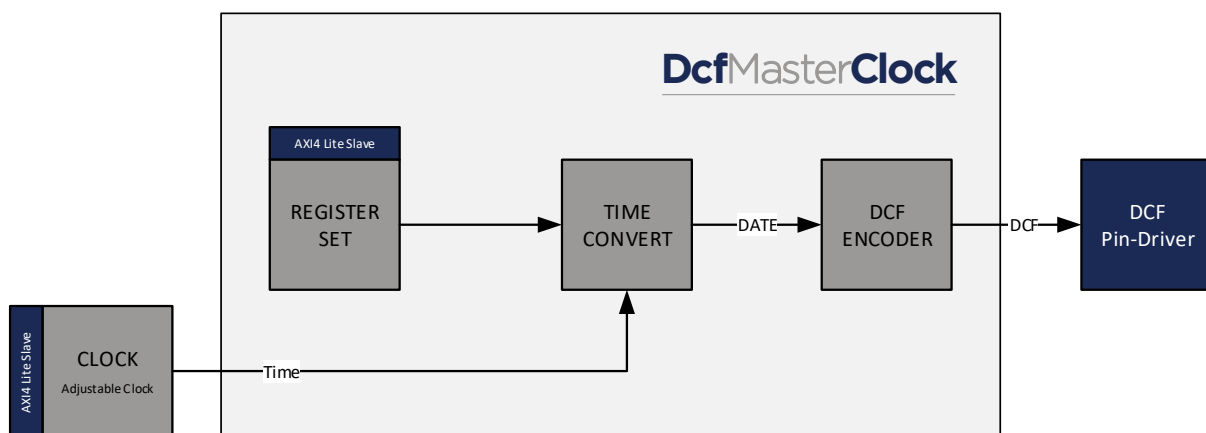 DcfMasterClock
AXI4 Lite Slave
REGISTER
SET
TIME
CONVERT
DATE
DCF
ENCODER
DCF
DCF
Pin-Driver
AXI4 Lite Slave
CLOCK
Adjustable Clock
Time